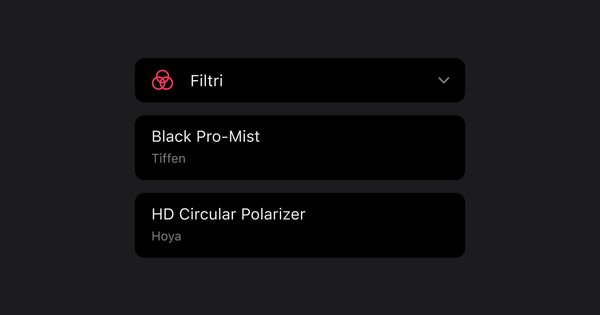 Filtri
Black Pro-Mist
Tiffen
HD Circular Polarizer
Hoya